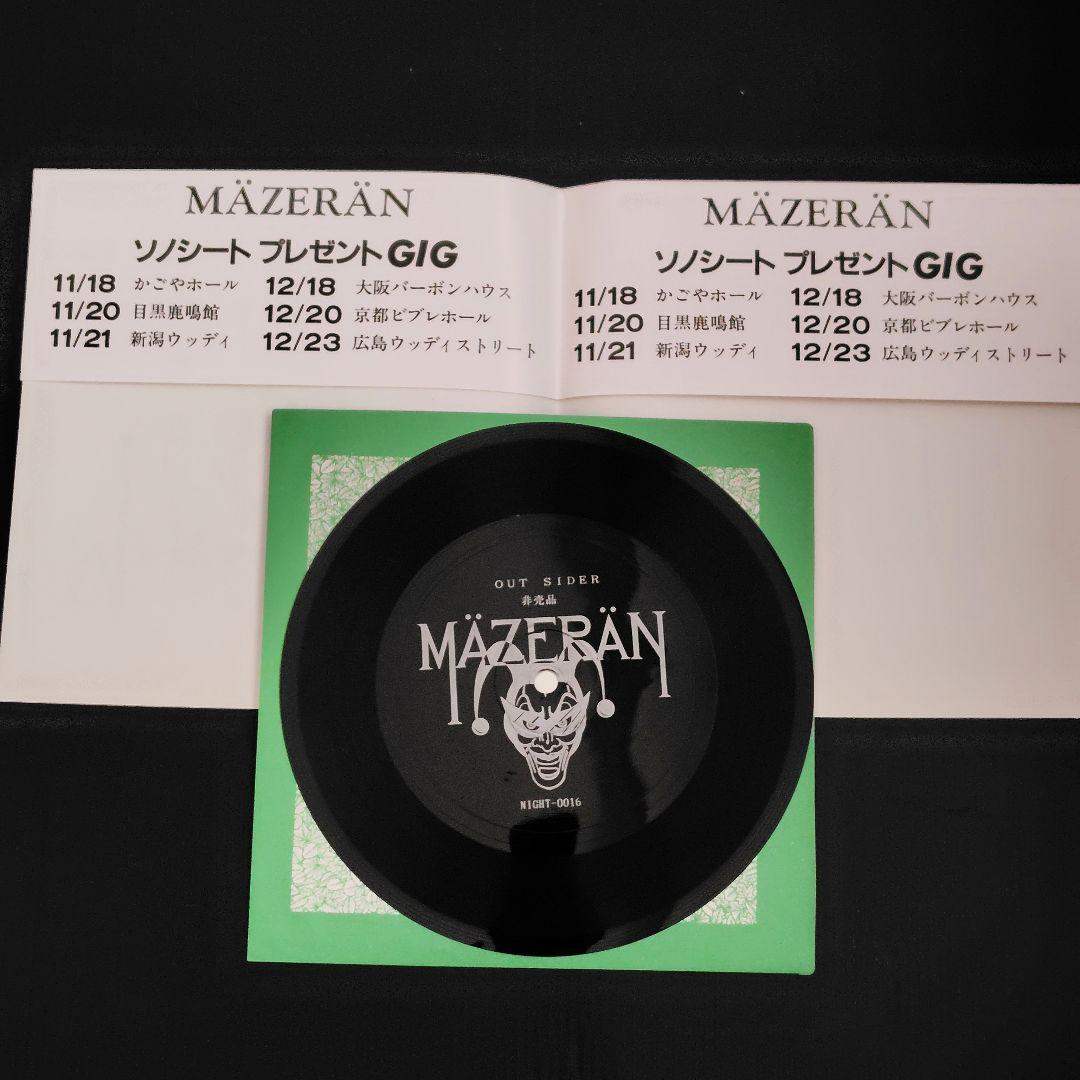 MÄZERÄN
ソノシート プレゼントGIG
11/18 かごやホール 12/18 大阪バーボンハウス
11/20 目黒鹿鳴館 12/20 京都ビブレホール
11/21 新潟ウッディ 12/23 広島ウッディストリート
MÄZERÄN
ソノシート プレゼントGIG
11/18 かごやホール 12/18 大阪バーボンハウス
11/20 目黒鹿鳴館 12/20 京都ビブレホール
11/21 新潟ウッディ 12/23 広島ウッディストリート
OUT SIDER
非売品
MÄZERÄN
NIGHT-0016